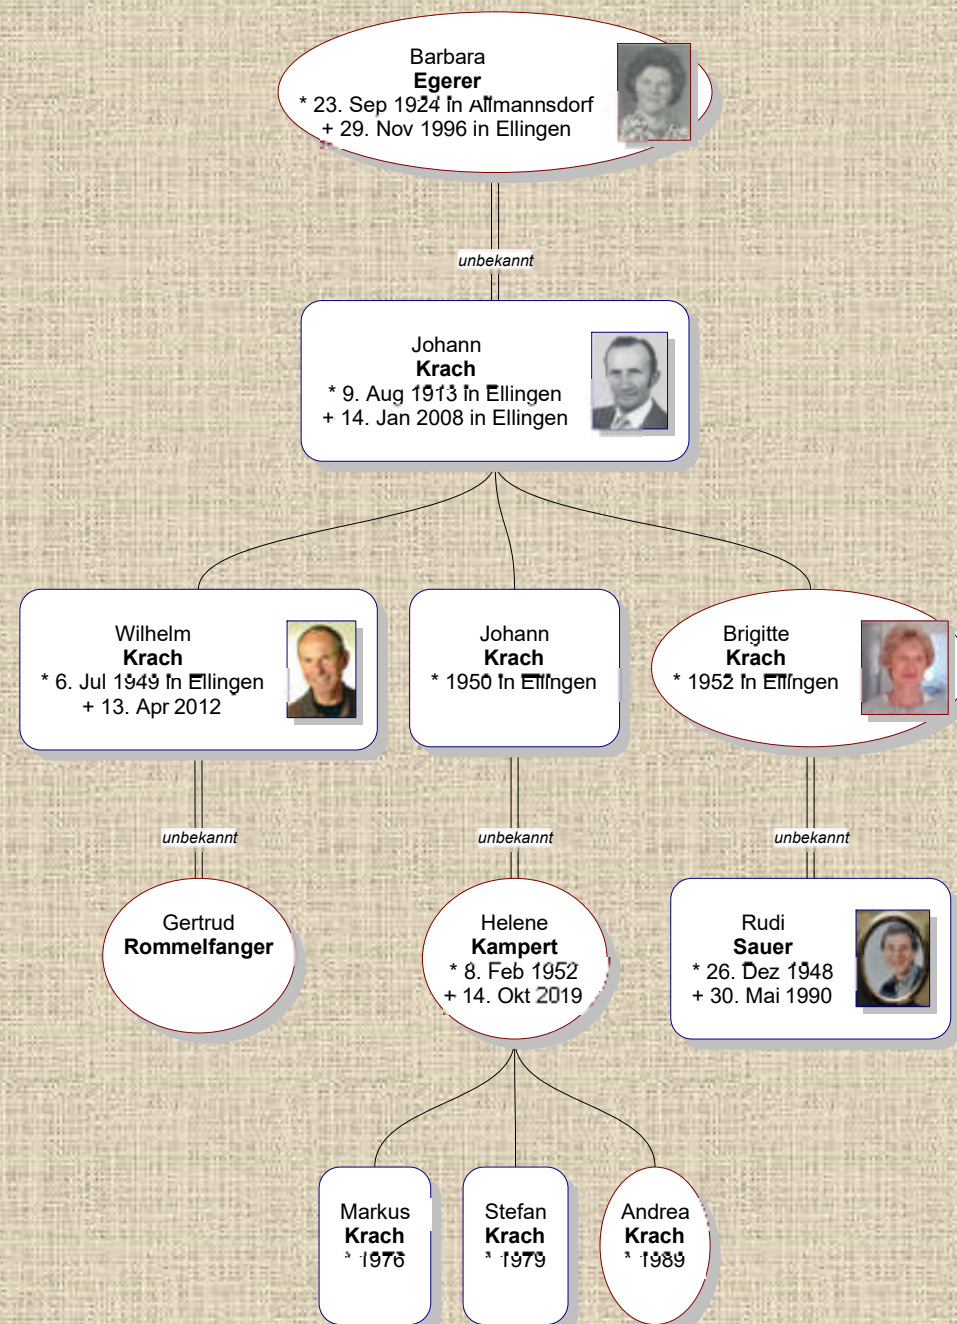 Barbara
Egerer
* 23. Sep 1924 in Altmannsdorf
+ 29. Nov 1996 in Ellingen
unbekannt
Johann
Krach
* 9. Aug 1913 in Ellingen
+ 14. Jan 2008 in Ellingen
Wilhelm
Krach
* 6. Jul 1949 in Ellingen
+ 13. Apr 2012
Johann
Krach
* 1950 in Ellingen
Brigitte
Krach
* 1952 in Ellingen
unbekannt
unbekannt
unbekannt
Gertrud
Rommelfanger
Helene
Kampert
* 8. Feb 1952
+ 14. Okt 2019
Rudi
Sauer
* 26. Dez 1948
+ 30. Mai 1990
Markus
Krach
* 1976
Stefan
Krach
* 1979
Andrea
Krach
* 1989